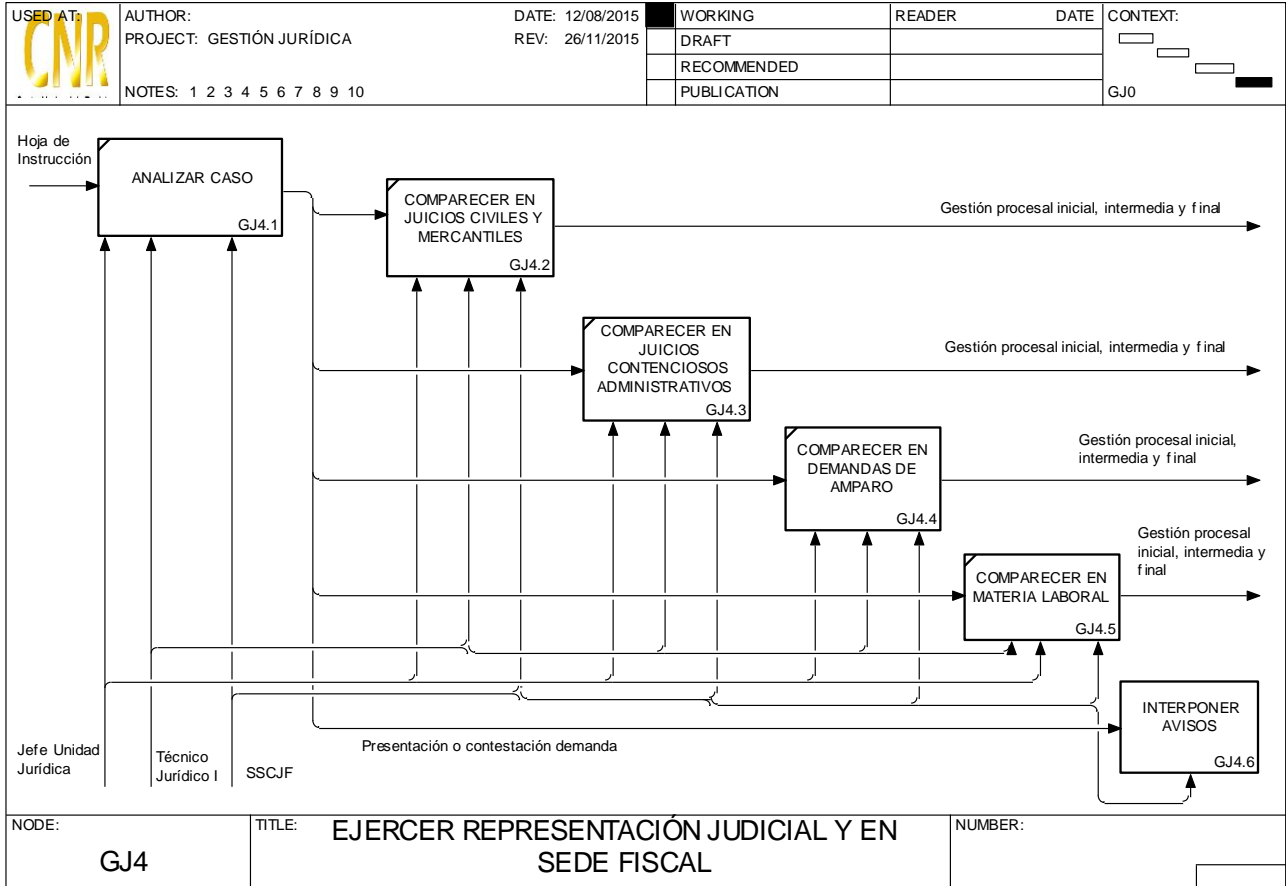 USED AT:
CNR
AUTHOR:
PROJECT: GESTIÓN JURÍDICA
NOTES: 1 2 3 4 5 6 7 8 9 10
DATE: 12/08/2015
REV: 26/11/2015
WORKING
DRAFT
RECOMMENDED
PUBLICATION
READER
DATE
CONTEXT:
GJ0
Hoja de
Instrucción
ANALIZAR CASO
GJ4.1
COMPARECER EN
JUICIOS CIVILES Y
MERCANTILES
GJ4.2
Gestión procesal inicial, intermedia y final
COMPARECER EN
JUICIOS
CONTENCIOSOS
ADMINISTRATIVOS
GJ4.3
Gestión procesal inicial, intermedia y final
COMPARECER EN
DEMANDAS DE
AMPARO
GJ4.4
Gestión procesal inicial,
intermedia y final
COMPARECER EN
MATERIA LABORAL
GJ4.5
Gestión procesal
inicial, intermedia y
final
INTERPONER
AVISOS
GJ4.6
Jefe Unidad
Jurídica
Técnico
Jurídico I
SSCJF
Presentación o contestación demanda
NODE:
GJ4
TITLE:
EJERCER REPRESENTACIÓN JUDICIAL Y EN
SEDE FISCAL
NUMBER: